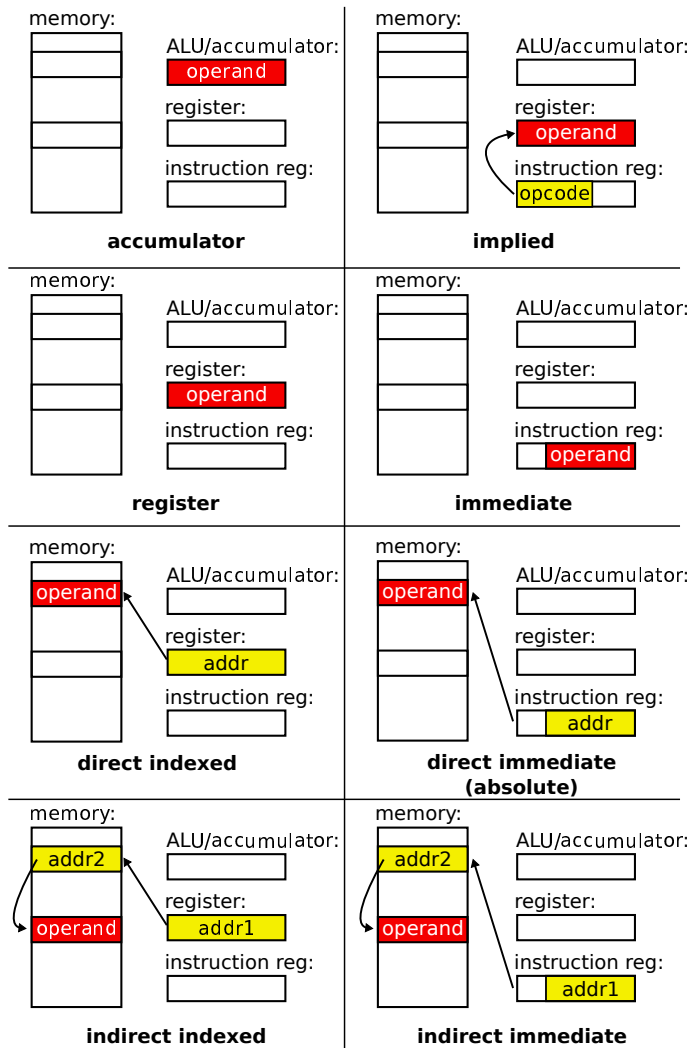 memory:
ALU/accumulator:
operand
register:
instruction reg:
accumulator
memory:
ALU/accumulator:
register:
operand
instruction reg:
opcode
implied
memory:
ALU/accumulator:
register:
operand
instruction reg:
register
memory:
ALU/accumulator:
register:
instruction reg:
operand
immediate
memory:
ALU/accumulator:
operand
register:
addr
instruction reg:
direct indexed
memory:
ALU/accumulator:
operand
register:
instruction reg:
addr
direct immediate
(absolute)
memory:
ALU/accumulator:
addr2
register:
operand
addr1
instruction reg:
indirect indexed
memory:
ALU/accumulator:
addr2
register:
operand
instruction reg:
addr1
indirect immediate